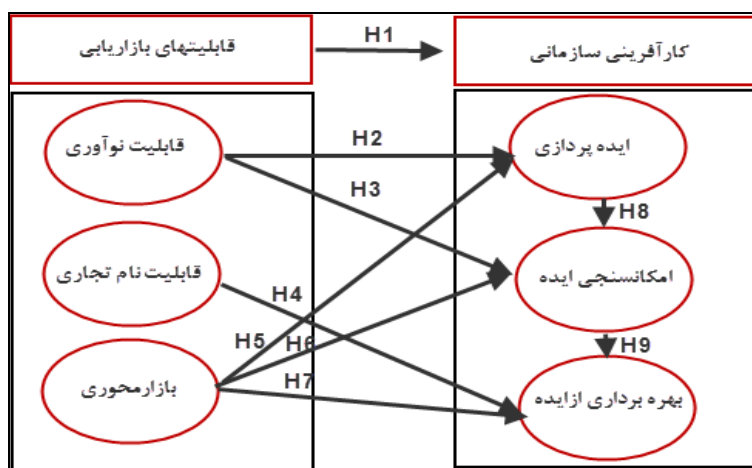 قابلیتهای بازاریابی
H1
کارآفرینی سازمانی
قابلیت نوآوری
H2
ایده پردازی
H3
H8
قابلیت نام تجاری
H4
امکانسنجی ایده
H5
H6
H9
بازارمحوری
H7
بهره برداری ازایده